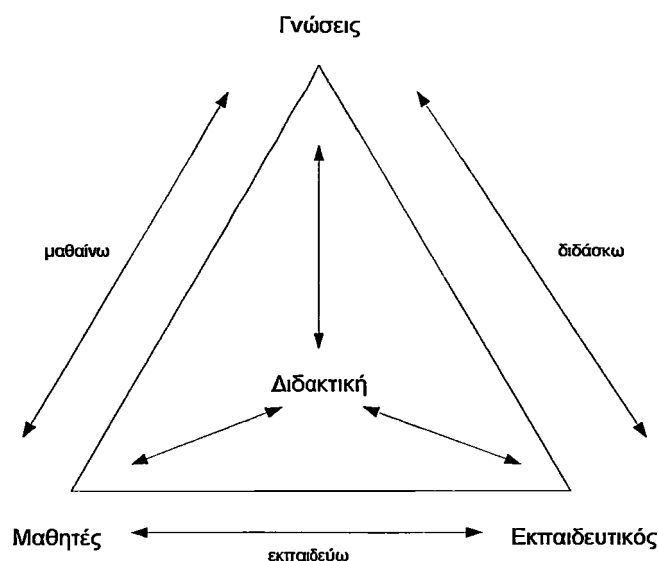 Γνώσεις
μαθαίνω
διδάσκω
Διδακτική
Μαθητές
Εκπαιδευτικός
εκπαιδεύω